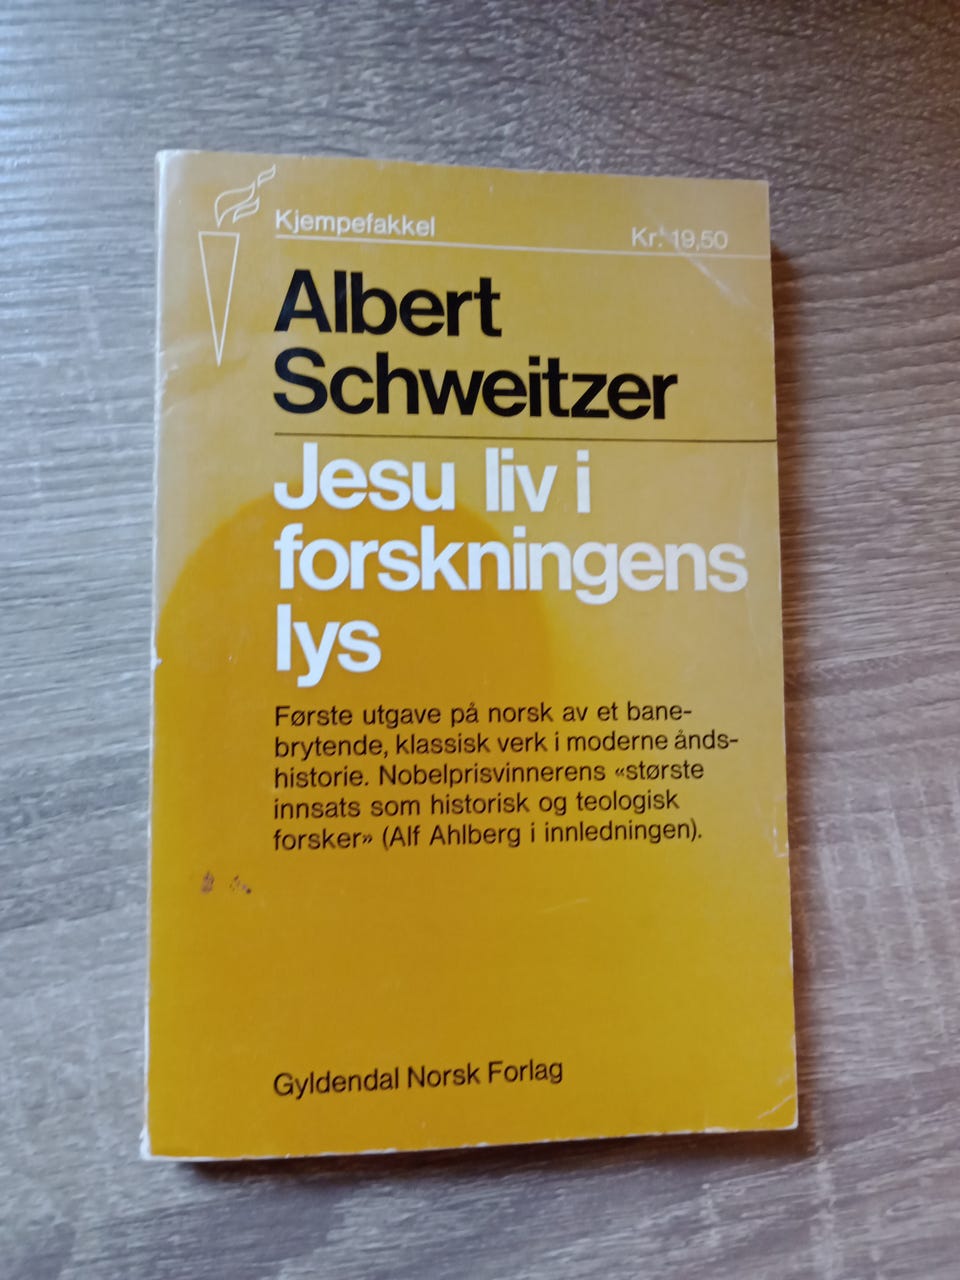 Kjempefakkel
Kr. 19,50
Albert
Schweitzer
Jesu liv i
forskningens
lys
Første utgave på norsk av et bane-
brytende, klassisk verk i moderne ånds-
historie. Nobelprisvinnerens «største
innsats som historisk og teologisk
forsker» (Alf Ahlberg i innledningen).
Gyldendal Norsk Forlag